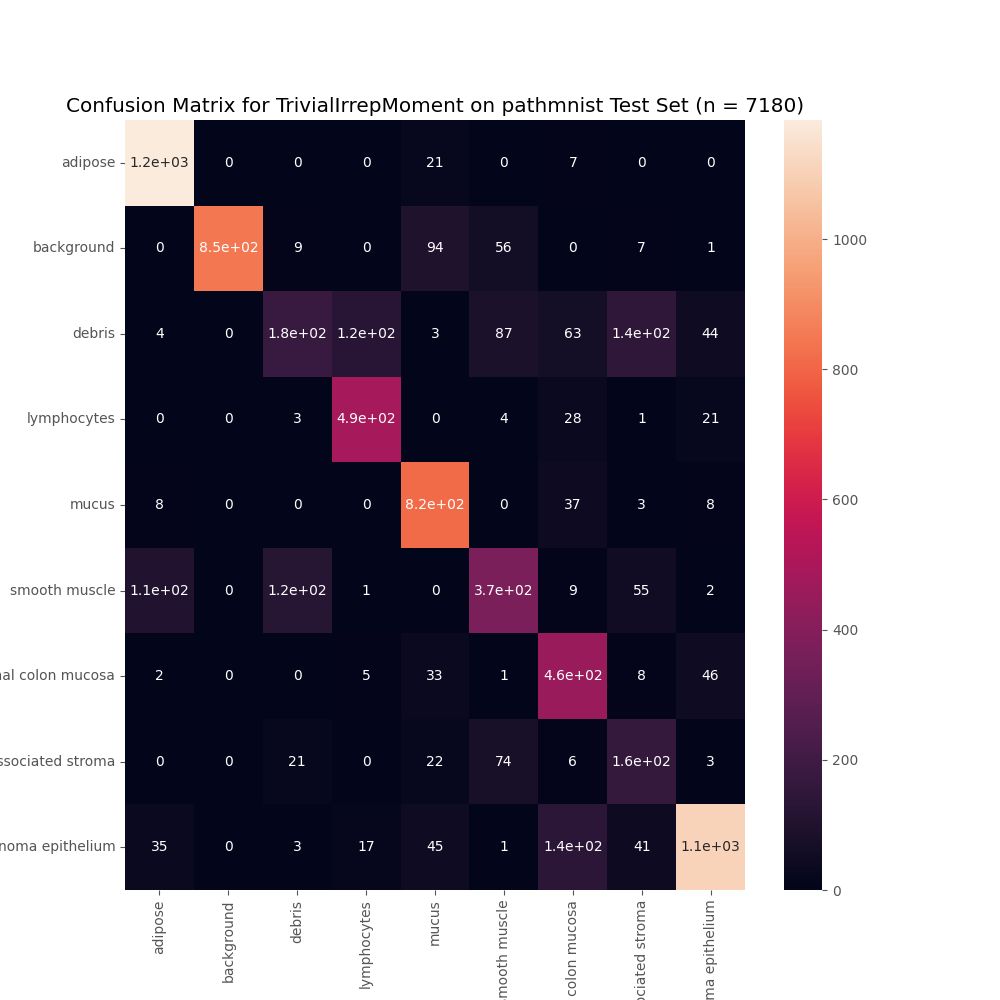 Confusion Matrix for TrivialIrrepMoment on pathmnist Test Set (n = 7180)
adipose 1.2e+03 0 0 0 21 0 7 0 0
background 0 8.5e+02 9 0 94 56 0 7 1
debris 4 0 1.8e+02 1.2e+02 3 87 63 1.4e+02 44
lymphocytes 0 0 3 4.9e+02 0 4 28 1 21
mucus 8 0 0 0 8.2e+02 0 37 3 8
smooth muscle 1.1e+02 0 1.2e+02 1 0 3.7e+02 9 55 2
colon mucosa 2 0 0 5 33 1 4.6e+02 8 46
stroma 0 0 21 0 22 74 6 1.6e+02 3
epithelium 35 0 3 17 45 1 1.4e+02 41 1.1e+03
adipose
background
debris
lymphocytes
mucus
muscle
colon mucosa
stroma
epithelium
1000
800
600
400
200
0